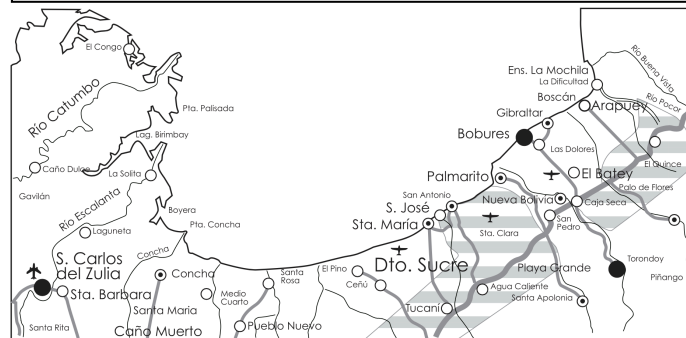 El Congo
Río Catumbo
Pta. Palisada
Lag. Birimbay
Caño Dulce
La Solita
Gavilán
Río Escalanta
Boyera
Laguneta
Pta. Concha
Concha
S. Carlos
del Zulia
Concha
Sta. Barbara
Santa Maria
Santa Rita
Caño Muerto
Medio
Cuarto
Santa
Rosa
Pueblo Nuevo
El Pino
Ceñú
Dto. Sucre
Tucaní
Sta. María
S. José
San Antonio
Palmarito
Sta. Clara
Nueva Bolivia
San
Pedro
Caja Seca
Playa Grande
Agua Caliente
Santa Apolonia
Torondoy
Piñango
Palo de Flores
El Quince
El Batey
Las Dolores
Bobures
Gibraltar
Boscán
Arapuey
Ens. La Mochila
La Dificultad
Río Buena Vista
Río Pocor